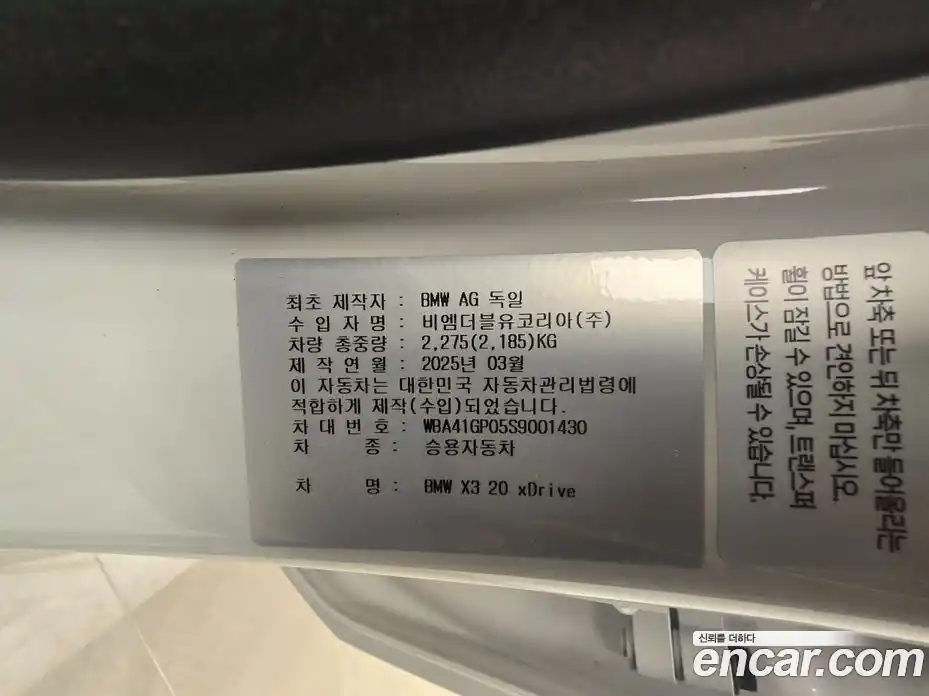 최초 제작자 : BMW AG 독일
수 입 자 명 : 비엠더블유코리아(주)
차량 총중량 : 2,275(2,185)KG
제 작 연 월 : 2025년 03월
이 자동차는 대한민국 자동차관리법령에
적합하게 제작(수입)되었습니다.
차 대 번 호 : WBA41GP05S9001430
차 종 : 승용자동차
차 명 : BMW X3 20 xDrive
앞 차축 또는 뒤 차축만 들어올리는
방법으로 견인하지 마십시오.
휠이 잠길 수 있으며, 트랜스퍼
케이스가 손상될 수 있습니다.
신뢰를 더하다
encar.com